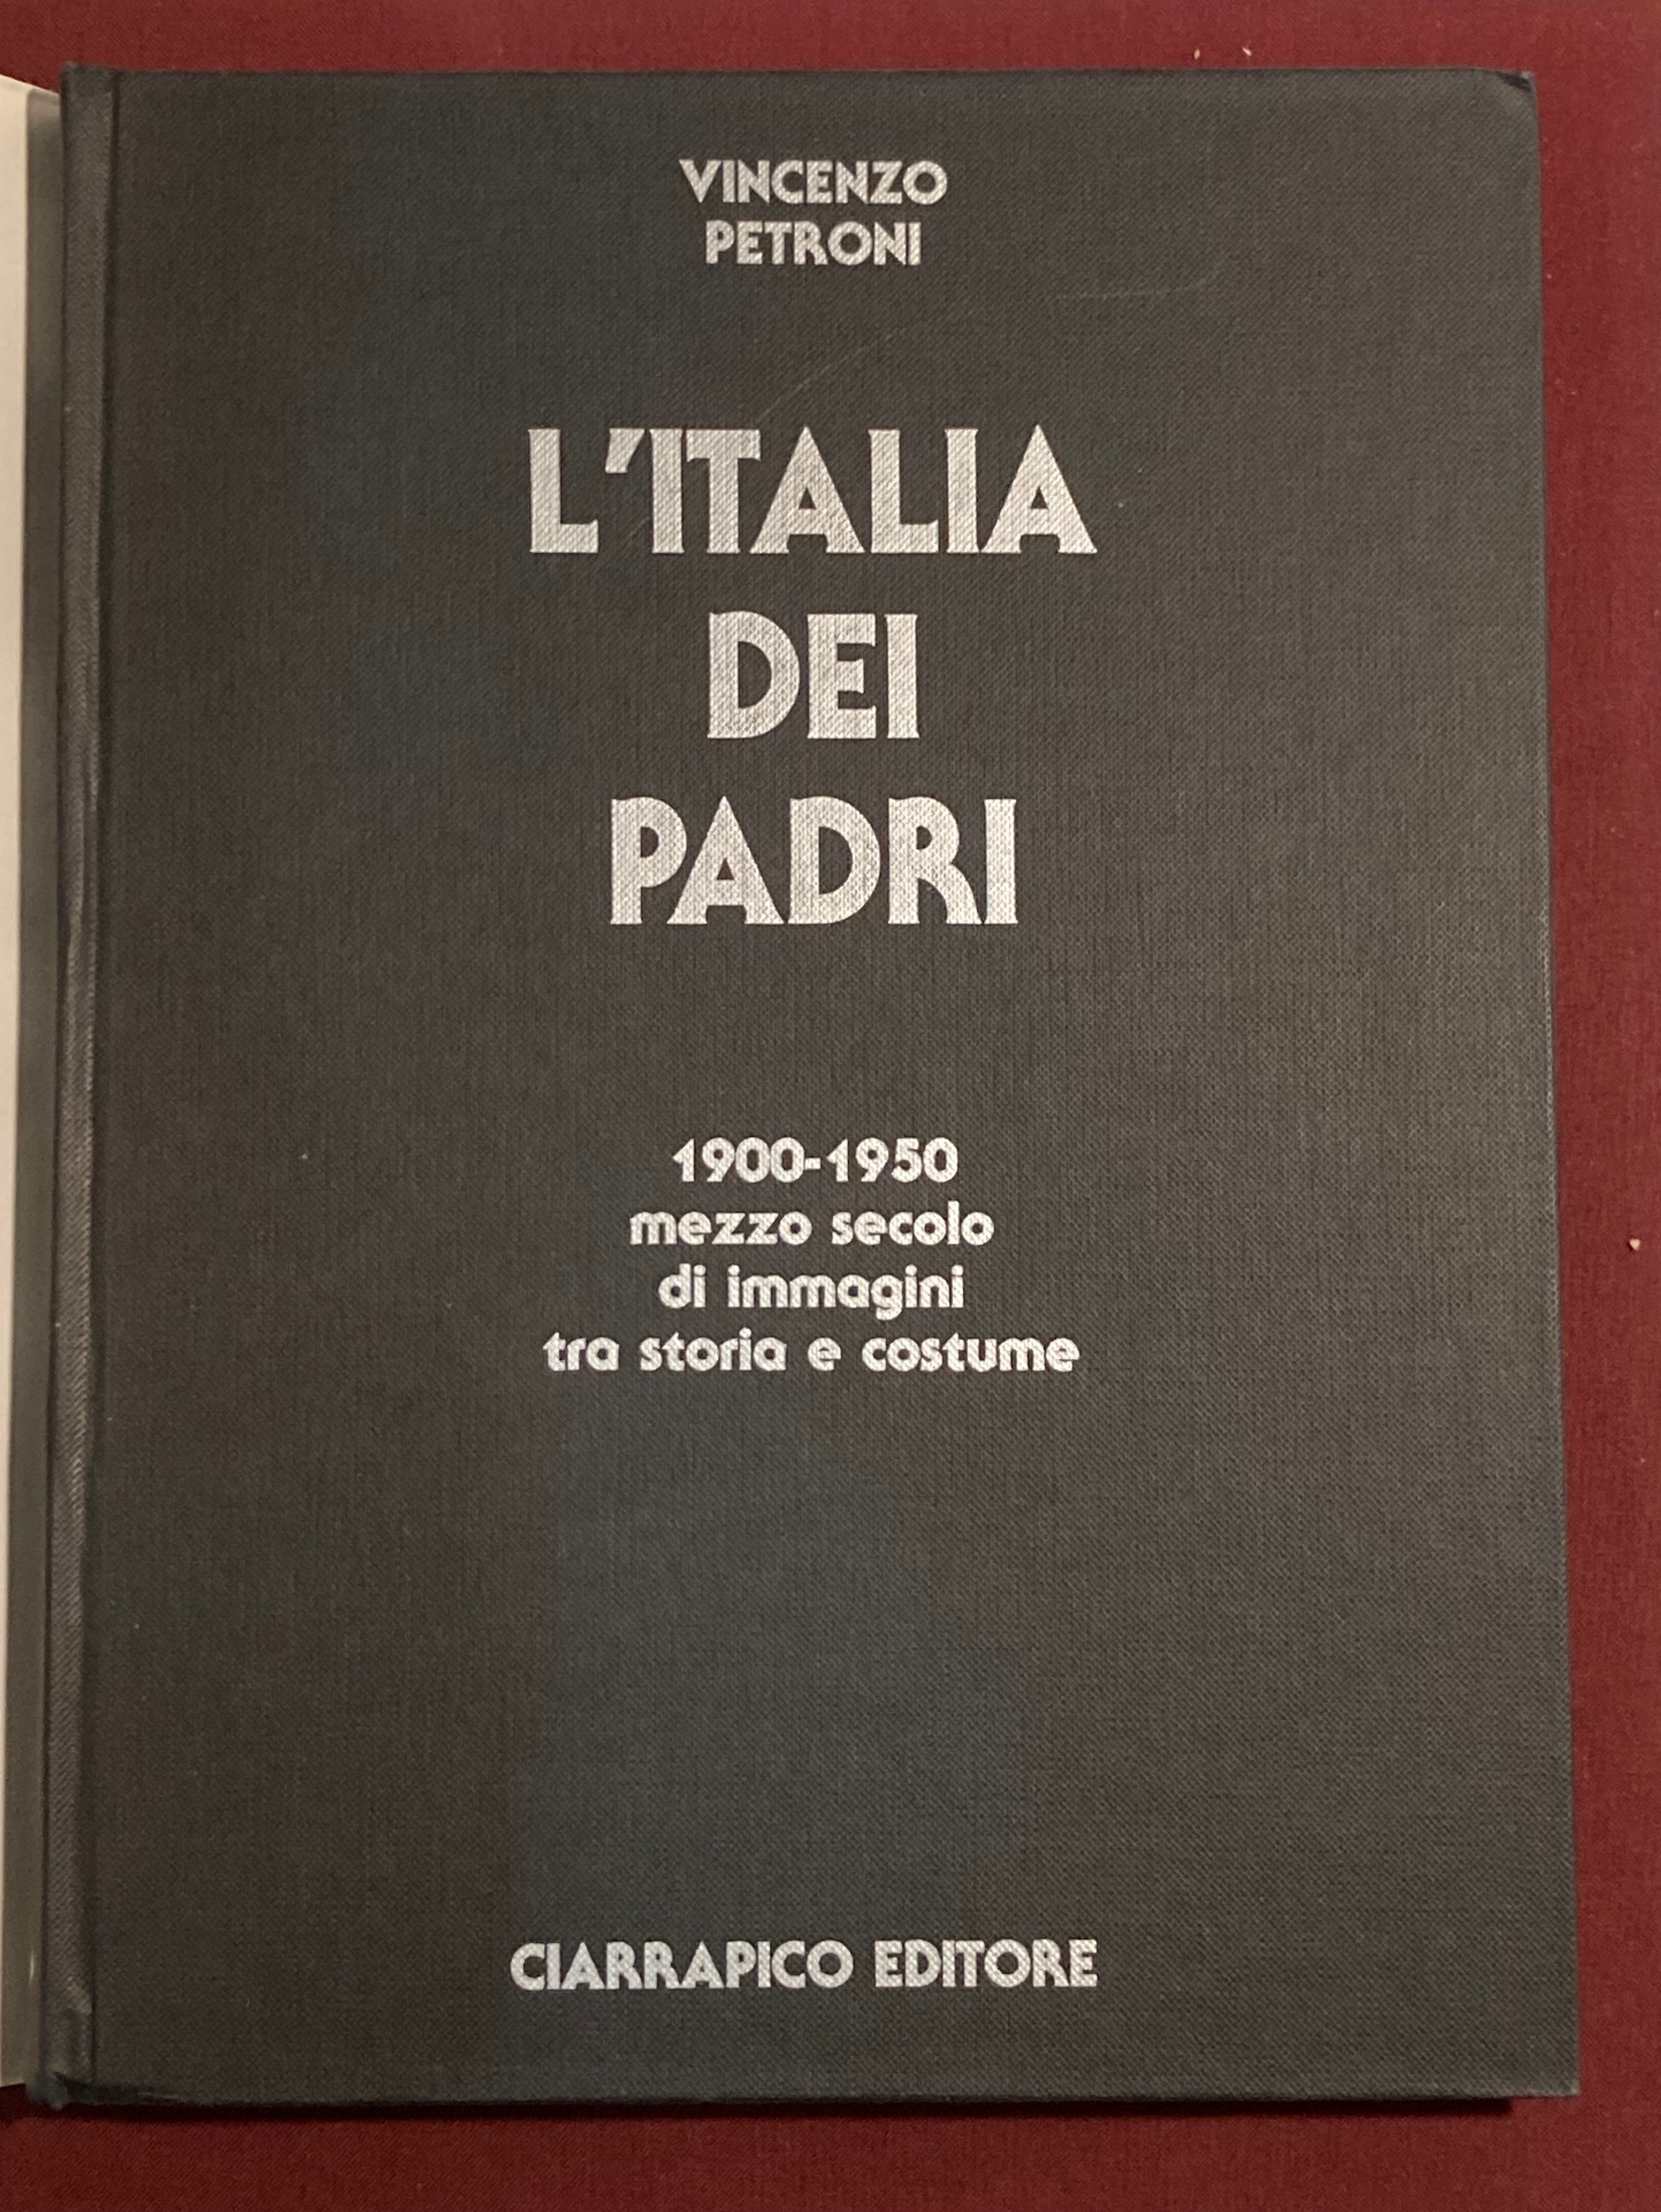 VINCENZO
PETRONI
L'ITALIA
DEI
PADRI
1900-1950
mezzo secolo
di immagini
tra storia e costume
CIARRAPICO EDITORE